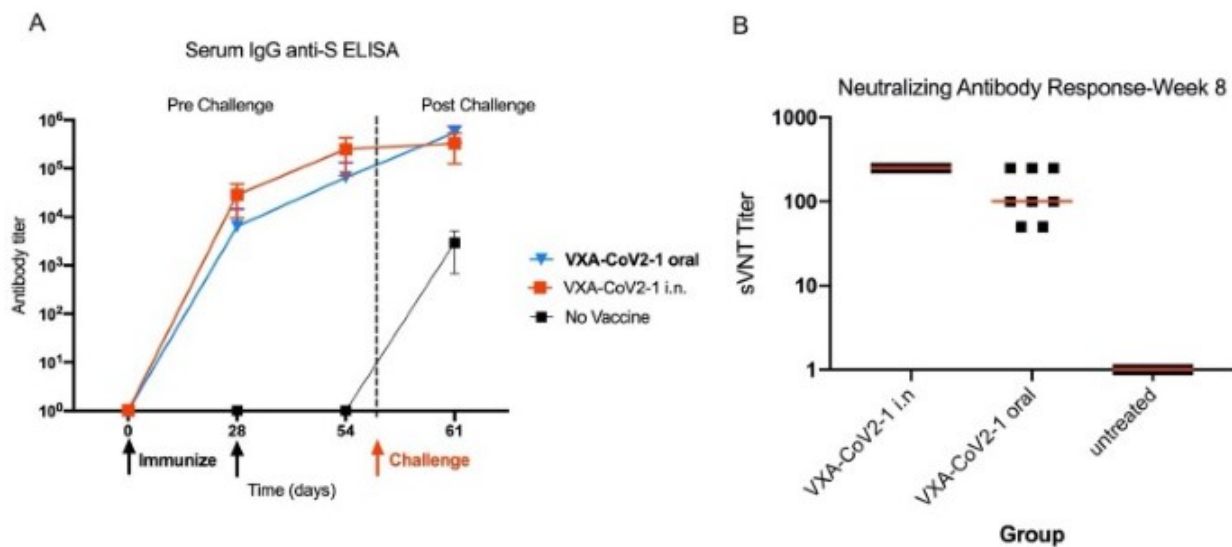 A
Serum IgG anti-S ELISA
Pre Challenge
Post Challenge
Antibody titer
10⁶
10⁵
10⁴
10³
10²
10¹
10⁰
0
28
54
61
Immunize
Challenge
Time (days)
VXA-CoV2-1 oral
VXA-CoV2-1 i.n.
No Vaccine
B
Neutralizing Antibody Response-Week 8
sVNT Titer
1000
100
10
1
VXA-CoV2-1 i.n
VXA-CoV2-1 oral
untreated
Group